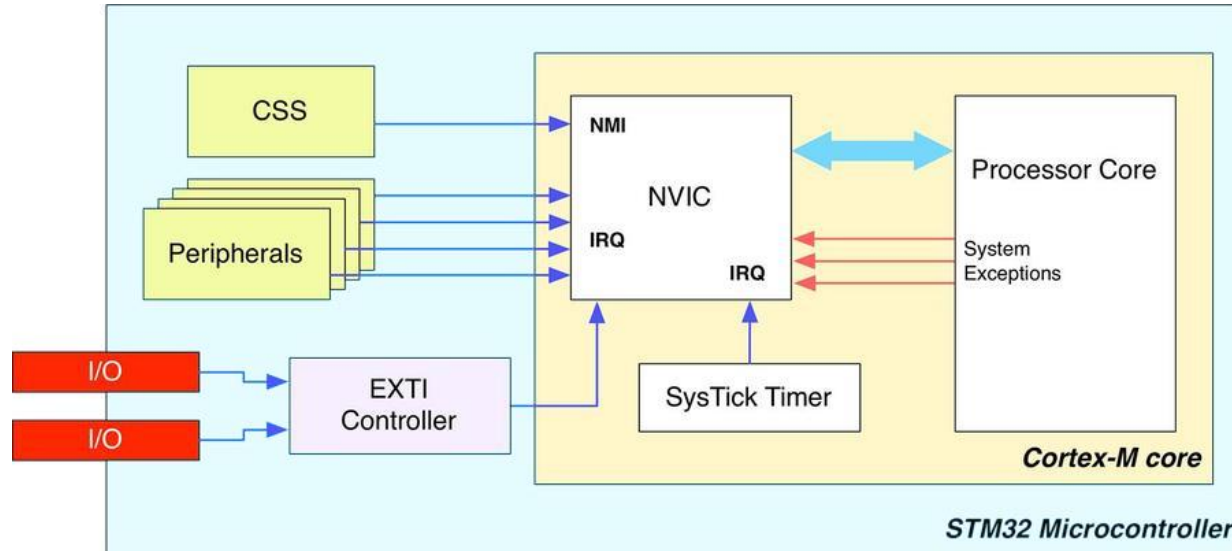 CSS
NMI
Peripherals
NVIC
IRQ
IRQ
Processor Core
System
Exceptions
I/O
I/O
EXTI
Controller
SysTick Timer
Cortex-M core
STM32 Microcontroller